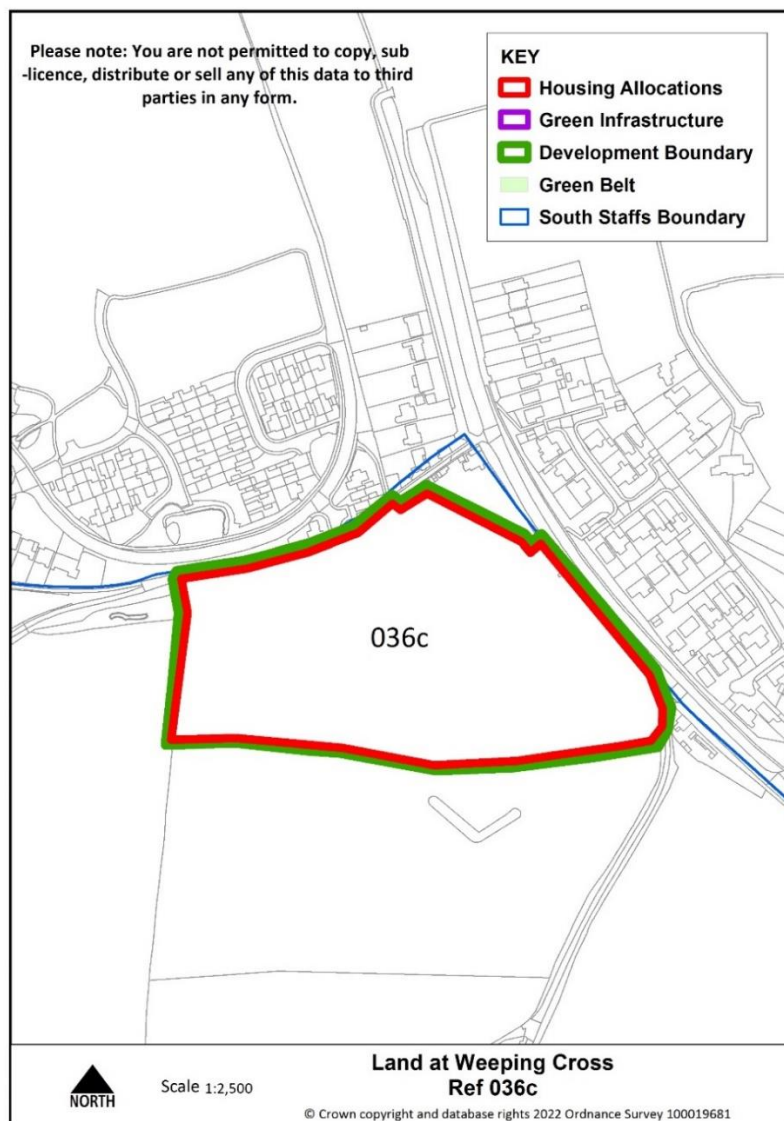 Please note: You are not permitted to copy, sub
-licence, distribute or sell any of this data to third
parties in any form.
KEY
Housing Allocations
Green Infrastructure
Development Boundary
Green Belt
South Staffs Boundary
036c
NORTH
Scale 1:2,500
Land at Weeping Cross
Ref 036c
© Crown copyright and database rights 2022 Ordnance Survey 100019681